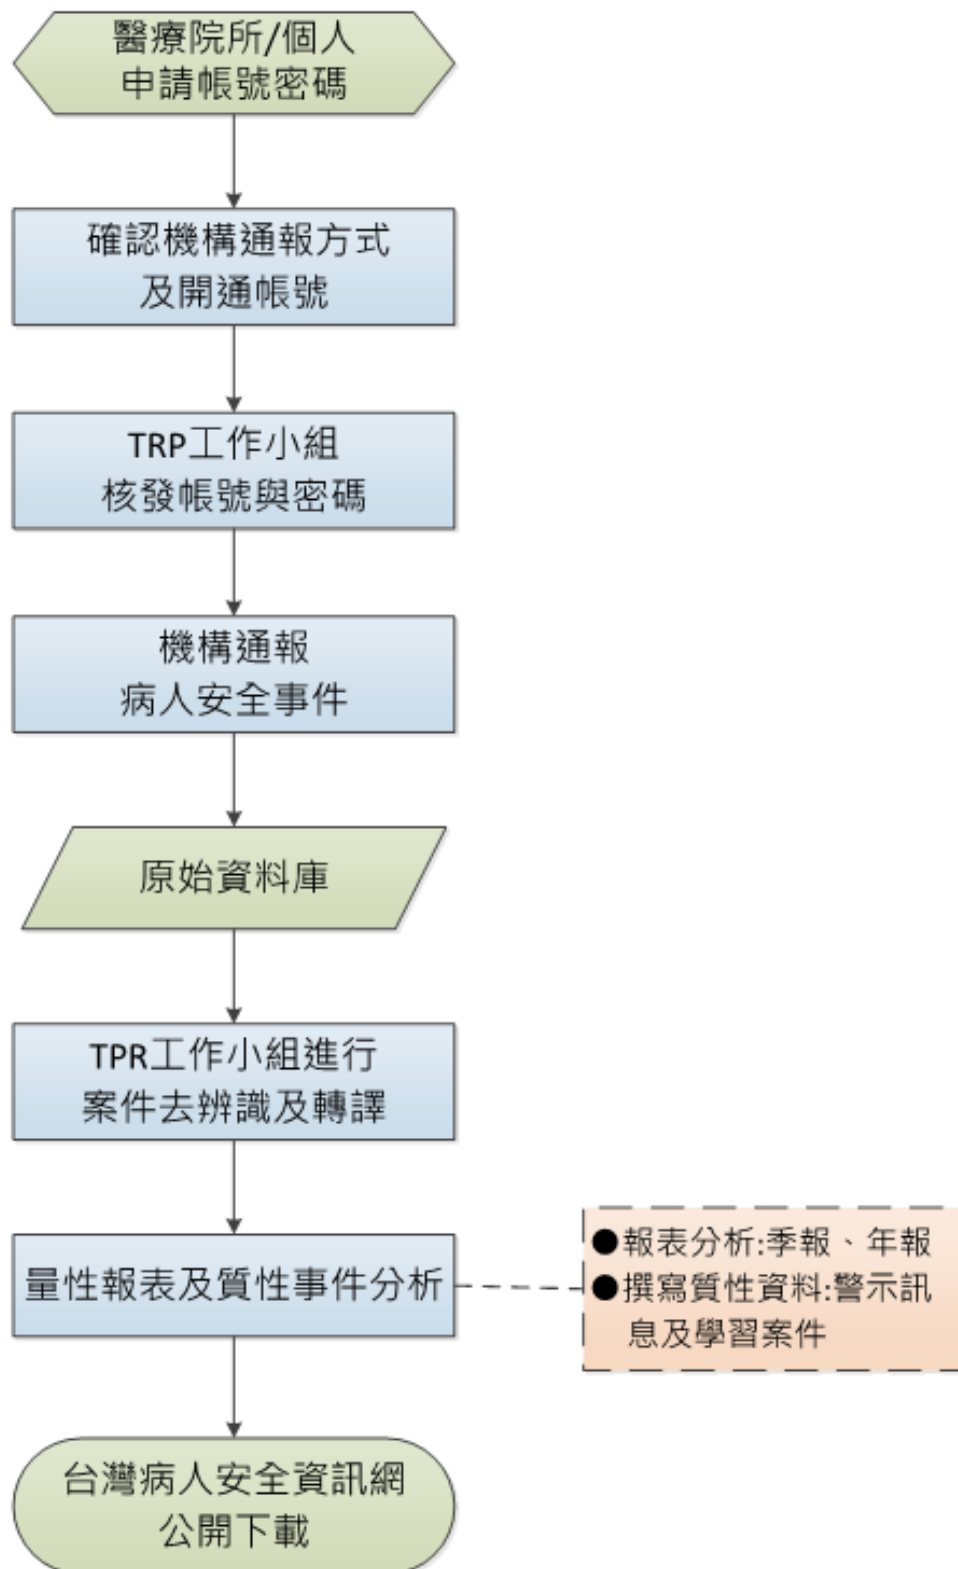 醫療院所/個人
申請帳號密碼
確認機構通報方式
及開通帳號
TRP工作小組
核發帳號與密碼
機構通報
病人安全事件
原始資料庫
TPR工作小組進行
案件去辨識及轉譯
量性報表及質性事件分析
●報表分析:季報、年報
●撰寫質性資料:警示訊
息及學習案件
台灣病人安全資訊網
公開下載